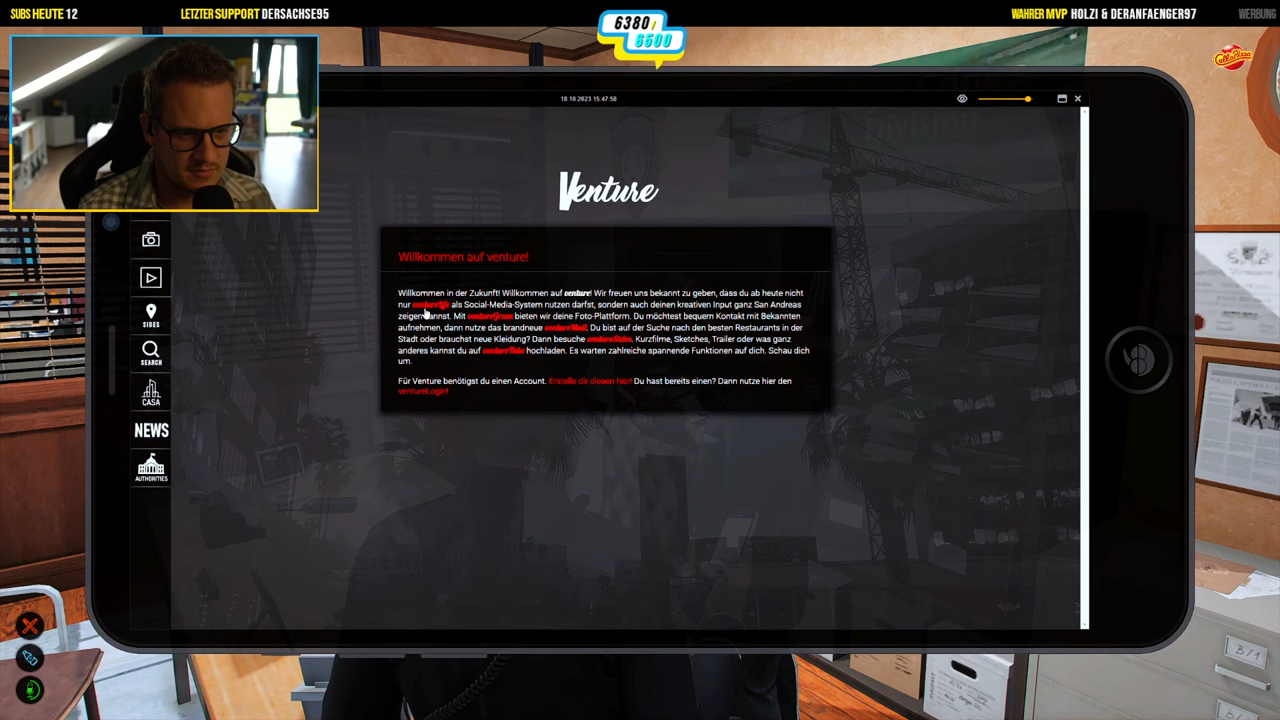 SUBS HEUTE 12
LETZTER SUPPORT DERSACHSE95
6380 /
6500
WAHRER MVP HOLZI & DERANFAENGER97
WERBUNG
18.10.2023 15:47:56
Venture
Willkommen auf venture!
Willkommen in der Zukunft! Willkommen auf venture! Wir freuen uns bekannt zu geben, dass du ab heute nicht
nur ventureLife als Social-Media-System nutzen darfst, sondern auch deinen kreativen Input ganz San Andreas
zeigen kannst. Mit ventureGram bieten wir deine Foto-Plattform. Du möchtest bequem Kontakt mit Bekannten
aufnehmen, dann nutze das brandneue ventureMail. Du bist auf der Suche nach den besten Restaurants in der
Stadt oder brauchst neue Kleidung? Dann besuche ventureSides. Kurzfilme, Sketches, Trailer oder was ganz
anderes kannst du auf ventureTube hochladen. Es warten zahlreiche spannende Funktionen auf dich. Schau dich
um.
Für Venture benötigst du einen Account. Erstelle dir diesen hier! Du hast bereits einen? Dann nutze hier den
ventureLogin!
SIDES
SEARCH
CASA
NEWS
AUTHORITIES
B/1